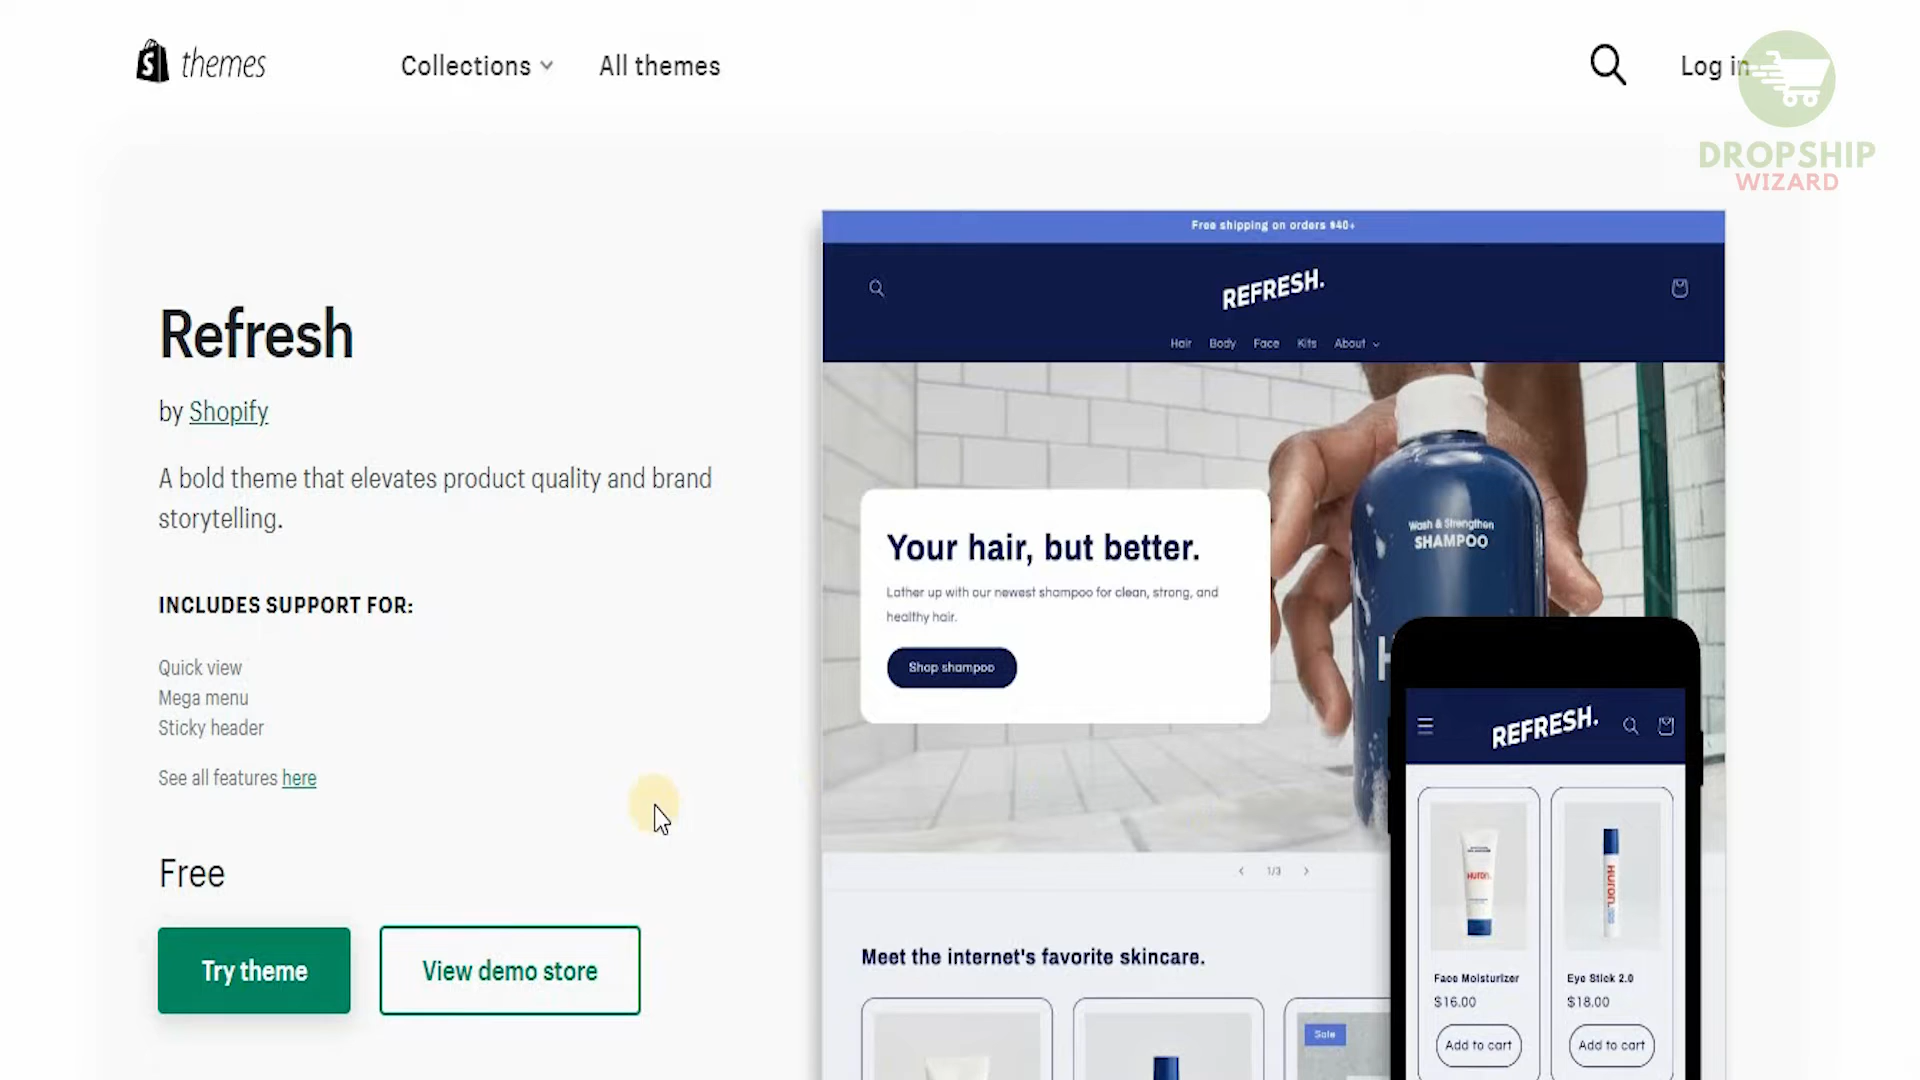 themes
Collections
All themes
Log in
DROPSHIP
WIZARD
Refresh
by Shopify
A bold theme that elevates product quality and brand
storytelling.
INCLUDES SUPPORT FOR:
Quick view
Mega menu
Sticky header
See all features here
Free
Try theme
View demo store
Free shipping on orders $40+
REFRESH.
Hair
Body
Face
Kits
About
Your hair, but better.
Lather up with our newest shampoo for clean, strong, and
healthy hair.
Shop shampoo
Wash & Strengthen
SHAMPOO
H
1/3
Meet the internet's favorite skincare.
Sale
REFRESH.
HURON.
HURON.
Face Moisturizer
$16.00
Add to cart
Eye Stick 2.0
$18.00
Add to cart